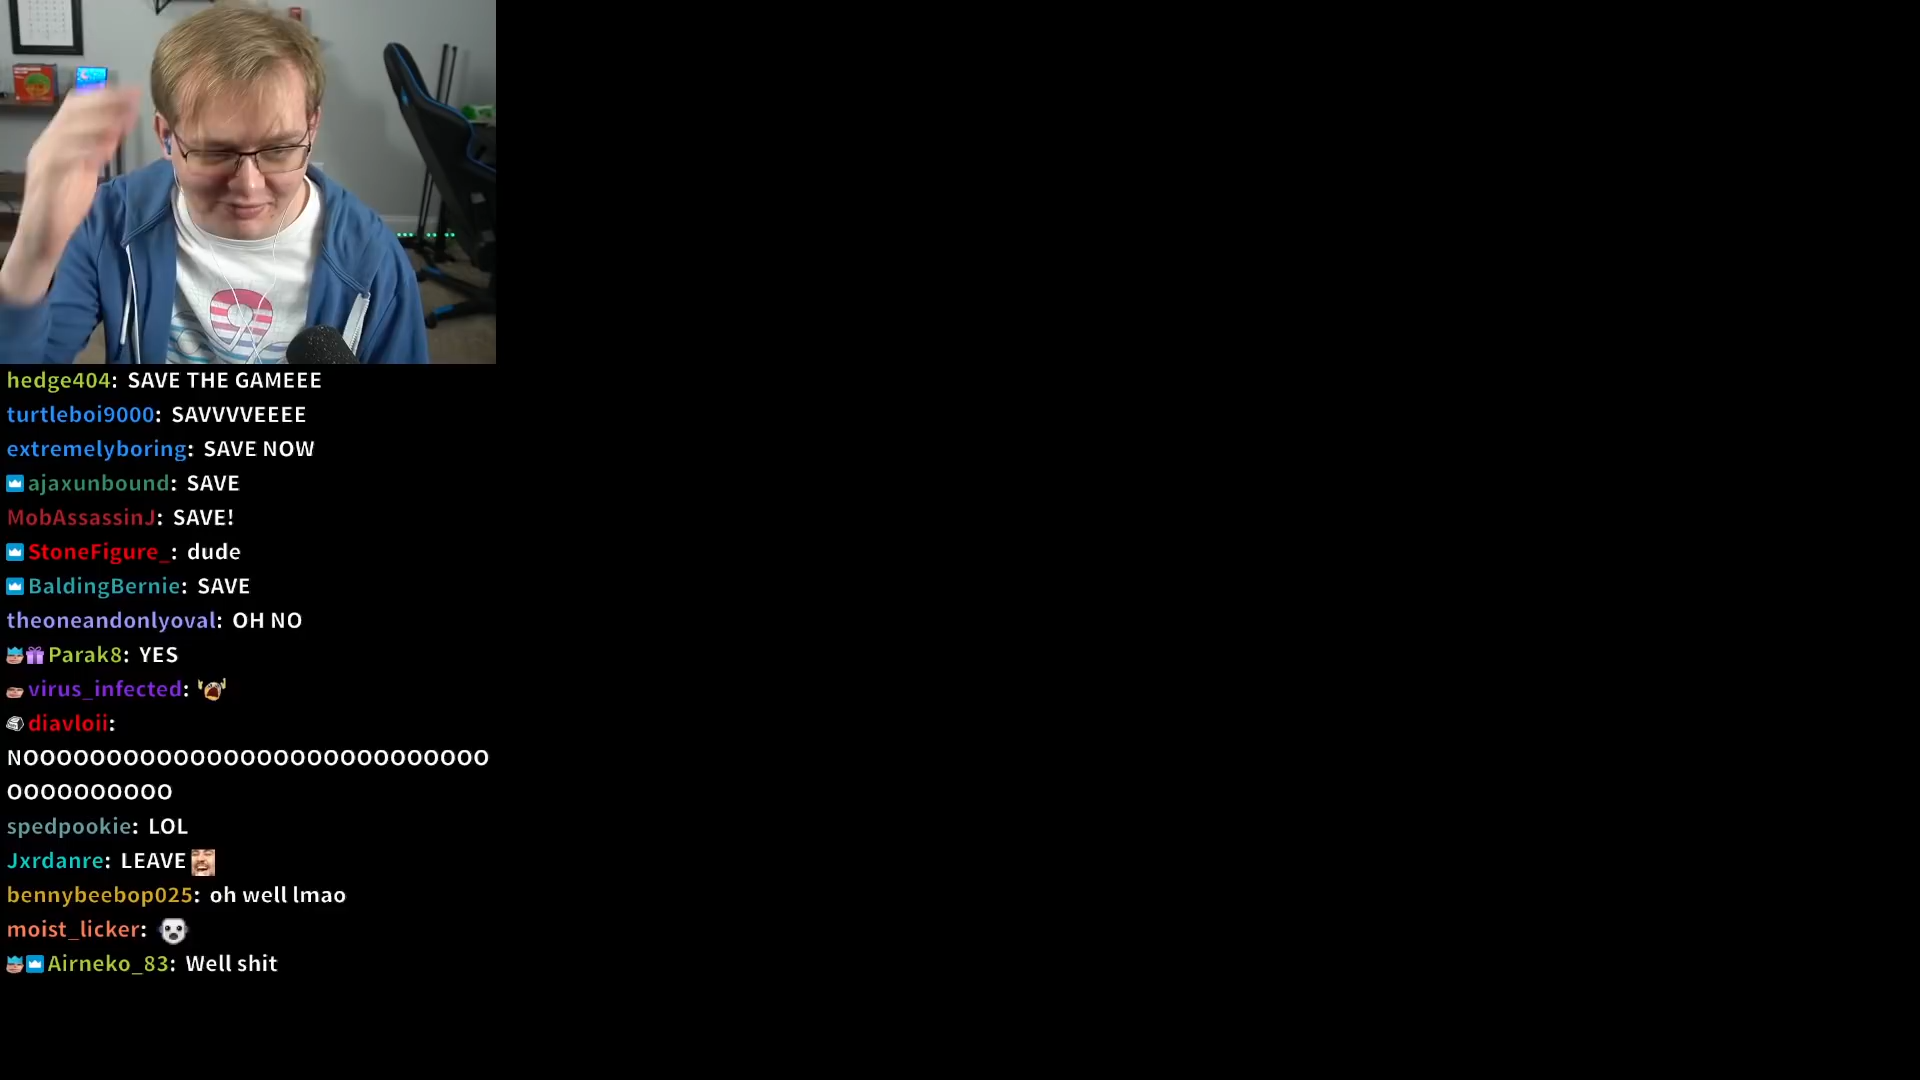 hedge404: SAVE THE GAMEEE
turtleboi9000: SAVVVVEEEE
extremelyboring: SAVE NOW
ajaxunbound: SAVE
MobAssassinJ: SAVE!
StoneFigure_: dude
BaldingBernie: SAVE
theoneandonlyoval: OH NO
Parak8: YES
virus_infected:
diavloii:
NOOOOOOOOOOOOOOOOOOOOOOOOOOOO
OOOOOOOOOO
spedpookie: LOL
Jxrdanre: LEAVE
bennybeebop025: oh well lmao
moist_licker:
Airneko_83: Well shit